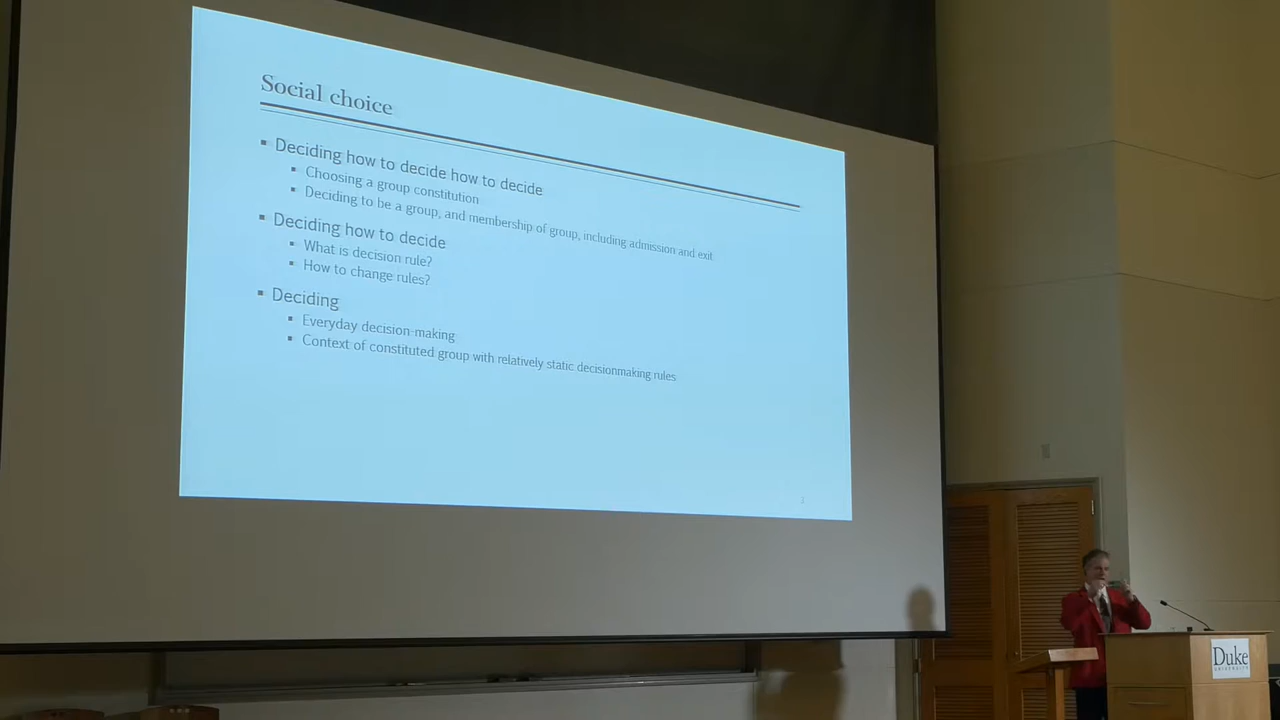 Social choice
Deciding how to decide how to decide
Choosing a group constitution
Deciding to be a group, and membership of group, including admission and exit
Deciding how to decide
What is decision rule?
How to change rules?
Deciding
Everyday decision-making
Context of constituted group with relatively static decisionmaking rules
Duke
UNIVERSITY